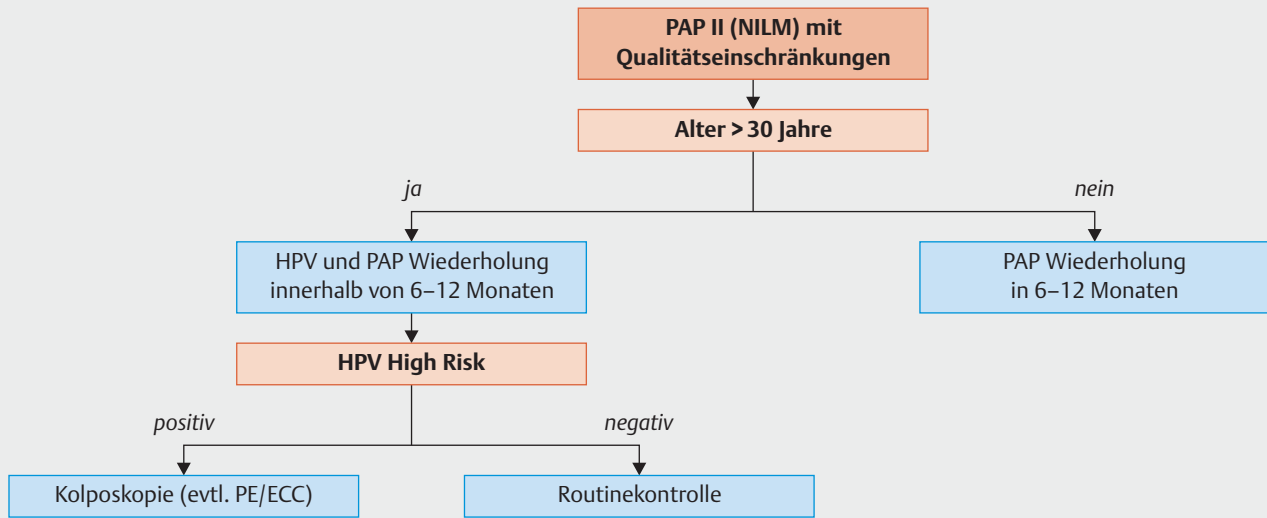 PAP II (NILM) mit
Qualitätseinschränkungen
Alter > 30 Jahre
ja
nein
HPV und PAP Wiederholung
innerhalb von 6–12 Monaten
PAP Wiederholung
in 6–12 Monaten
HPV High Risk
positiv
negativ
Kolposkopie (evtl. PE/ECC)
Routinekontrolle